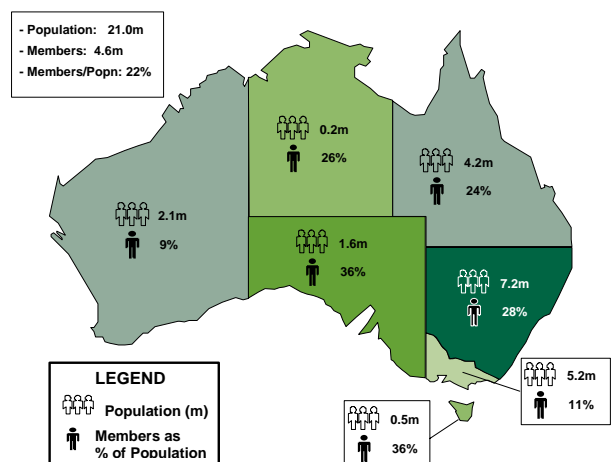 - Population: 21.0m
- Members: 4.6m
- Members/Popn: 22%
0.2m
26%
4.2m
24%
2.1m
9%
1.6m
36%
7.2m
28%
5.2m
11%
0.5m
36%
LEGEND
Population (m)
Members as
% of Population